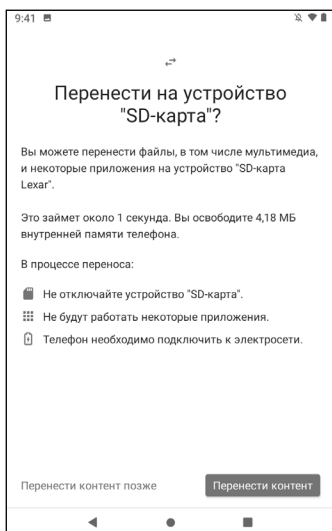 9:41
Перенести на устройство
"SD-карта"?
Вы можете перенести файлы, в том числе мультимедиа,
и некоторые приложения на устройство "SD-карта
Lexar".
Это займет около 1 секунда. Вы освободите 4,18 МБ
внутренней памяти телефона.
В процессе переноса:
Не отключайте устройство "SD-карта".
Не будут работать некоторые приложения.
Телефон необходимо подключить к электросети.
Перенести контент позже
Перенести контент